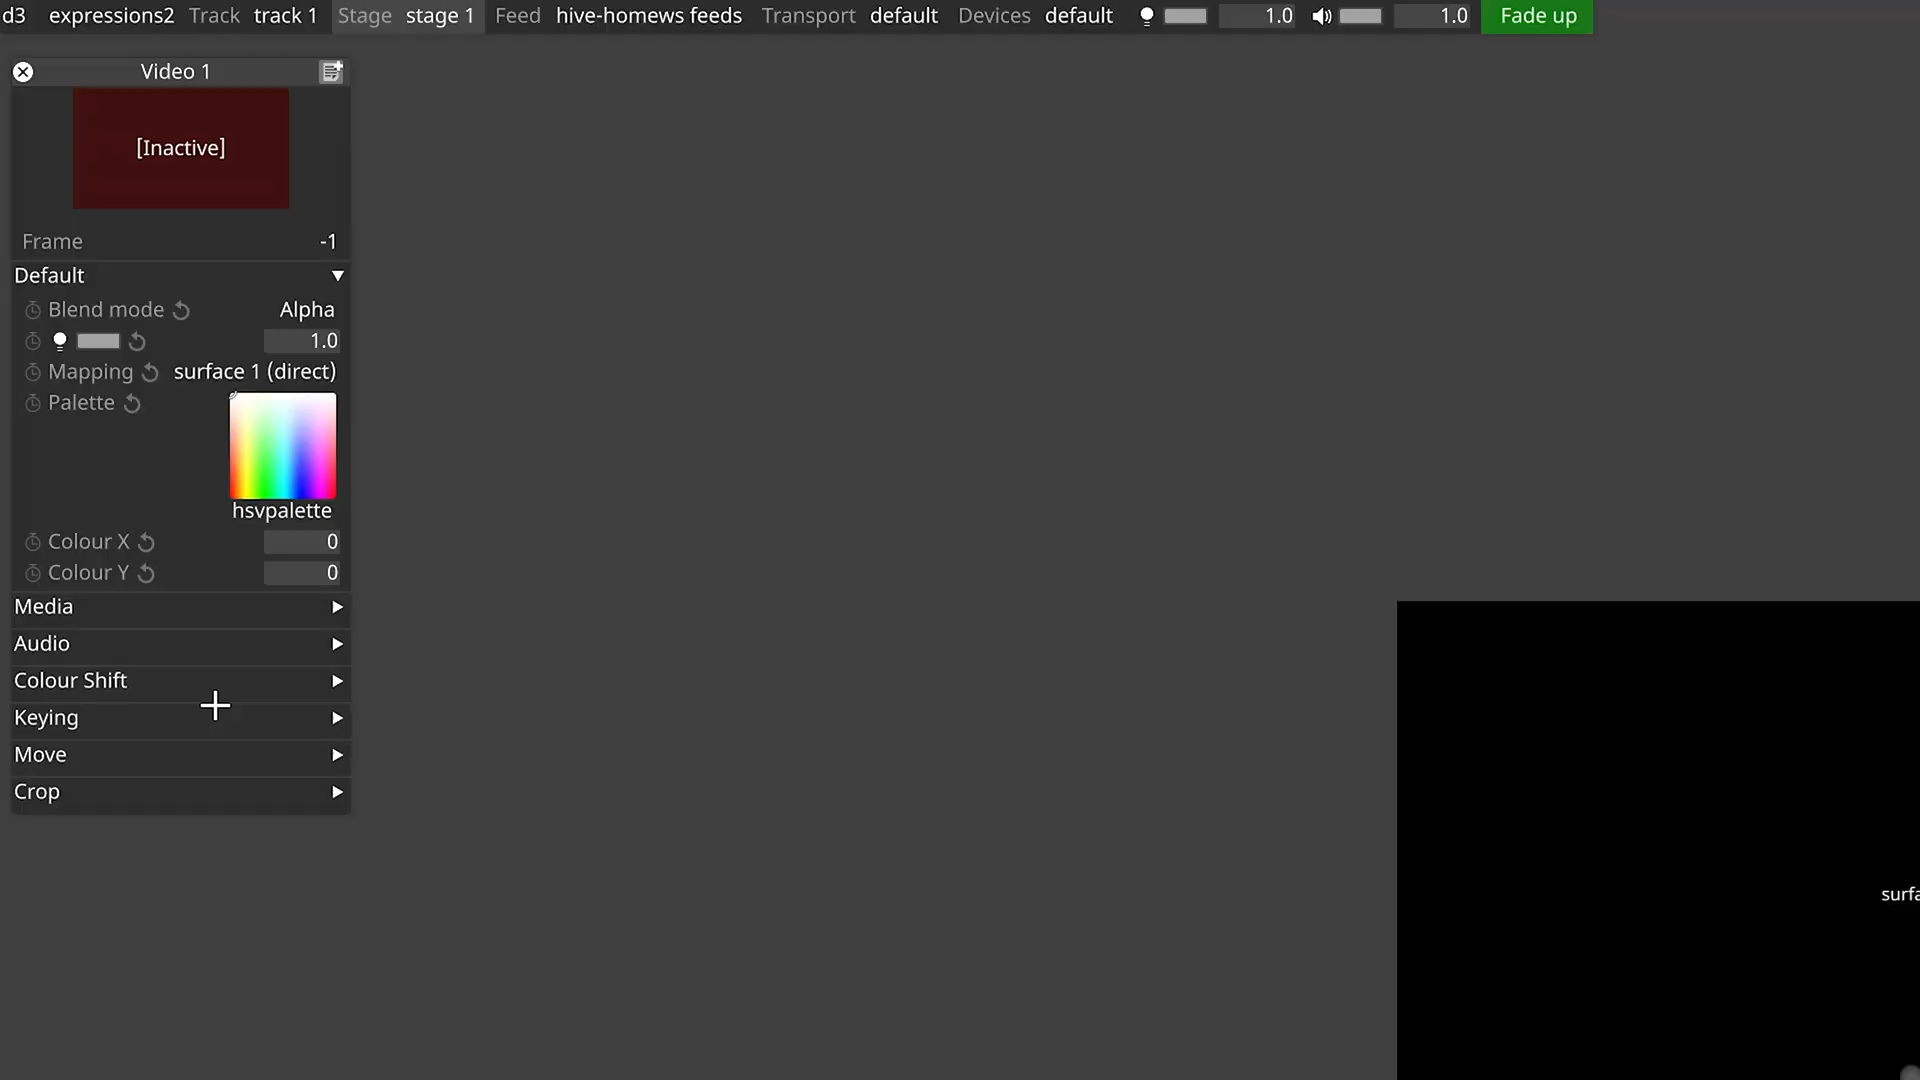 d3 expressions2 Track track 1 Stage stage 1 Feed hive-homews feeds Transport default Devices default 1.0 1.0 Fade up
Video 1
[Inactive]
Frame -1
Default
Blend mode Alpha
1.0
Mapping surface 1 (direct)
Palette
hsvpalette
Colour X 0
Colour Y 0
Media
Audio
Colour Shift
Keying
Move
Crop
surfa